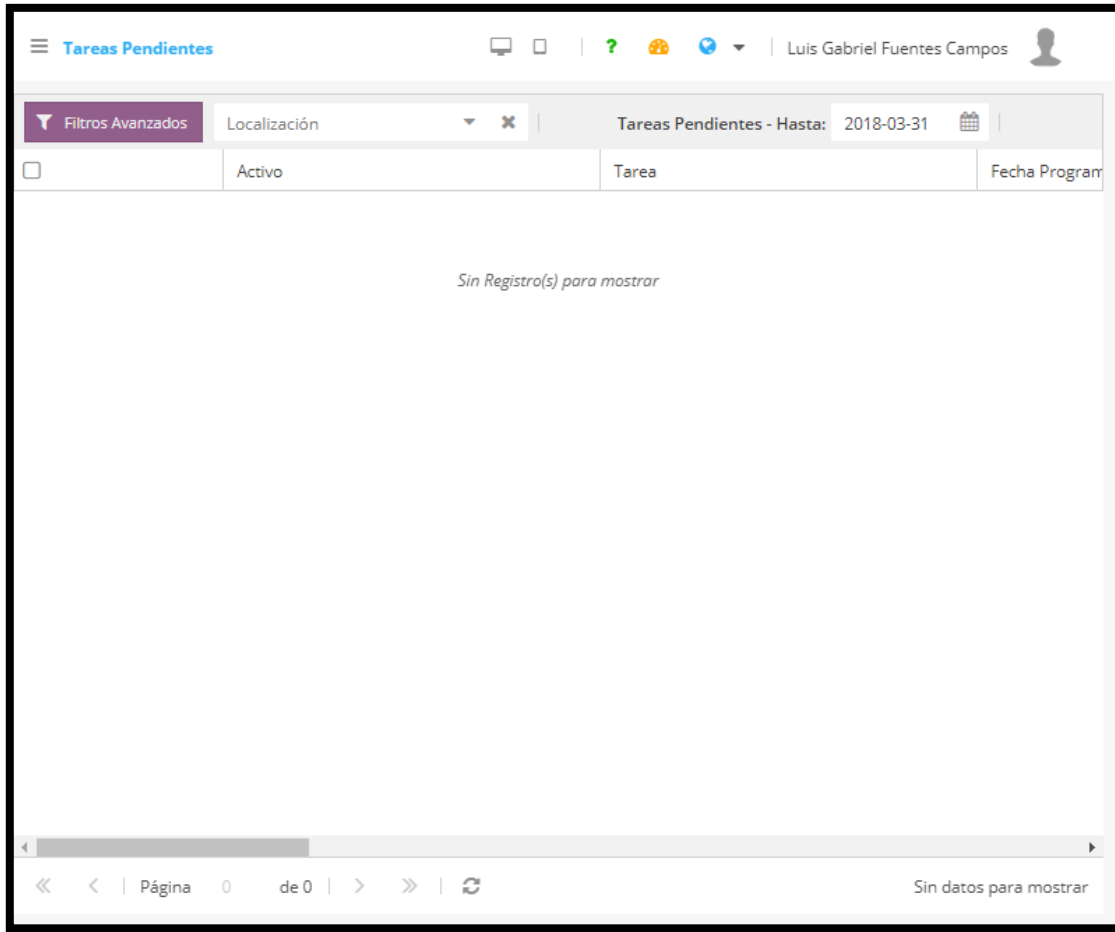 Tareas Pendientes ? Luis Gabriel Fuentes Campos
Filtros Avanzados Localización Tareas Pendientes - Hasta: 2018-03-31
Activo Tarea Fecha Program
Sin Registro(s) para mostrar
Página 0 de 0 Sin datos para mostrar